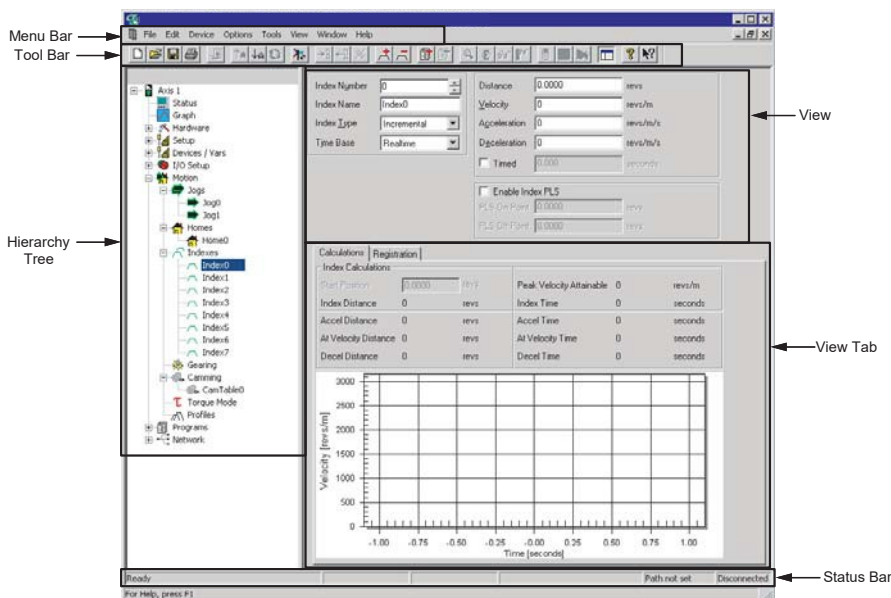 Menu Bar
File Edit Device Options Tools View Window Help
Tool Bar
Hierarchy
Tree
Axis 1
Status
Graph
Hardware
Setup
Devices / Vars
I/O Setup
Motion
Jogs
Jog0
Jog1
Homes
Home0
Indexes
Index0
Index1
Index2
Index3
Index4
Index5
Index6
Index7
Gearing
Camming
CamTable0
Torque Mode
Profiles
Programs
Network
Index Number 0
Index Name Index0
Index Type Incremental
Time Base Realtime
Distance 0.0000 revs
Velocity 0 revs/m
Acceleration 0 revs/m/s
Deceleration 0 revs/m/s
Timed 0.000 seconds
Enable Index PLS
PLS On Point 0.0000 revs
PLS Off Point 0.0000 revs
View
Calculations Registration
Index Calculations
Start Position 0.0000 revs
Index Distance 0 revs
Accel Distance 0 revs
At Velocity Distance 0 revs
Decel Distance 0 revs
Peak Velocity Attainable 0 revs/m
Index Time 0 seconds
Accel Time 0 seconds
At Velocity Time 0 seconds
Decel Time 0 seconds
View Tab
Velocity [revs/m]
3000
2500
2000
1500
1000
500
0
-1.00 -0.75 -0.50 -0.25 -0.00 0.25 0.50 0.75 1.00
Time [seconds]
Ready Path not set Disconnected
Status Bar
For Help, press F1